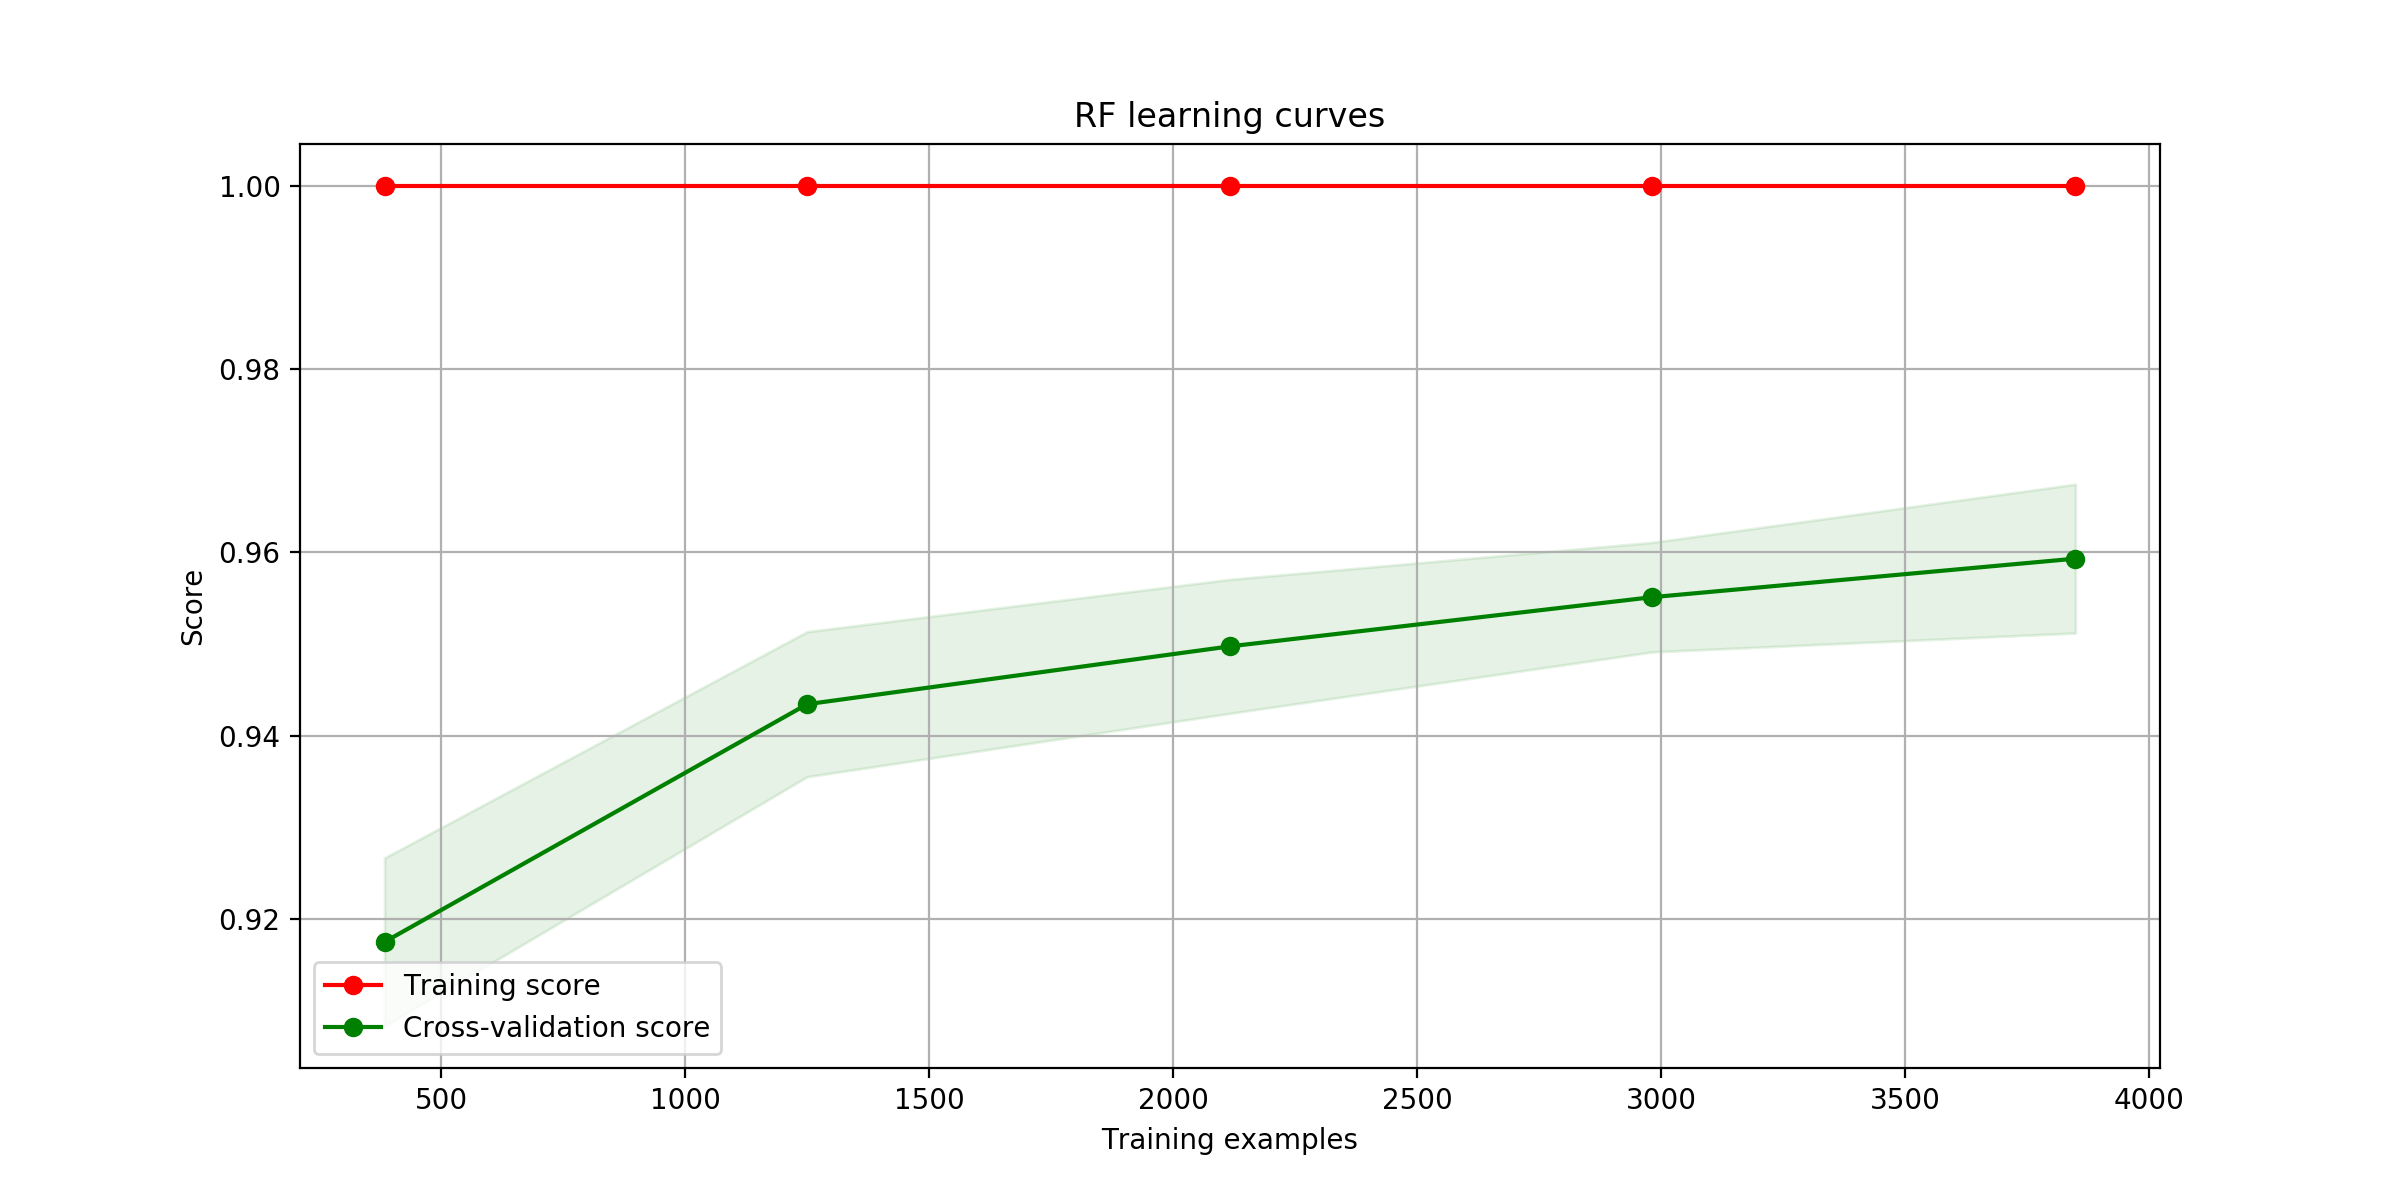 RF learning curves
1.00
0.98
0.96
0.94
0.92
Score
Training score
Cross-validation score
500 1000 1500 2000 2500 3000 3500 4000
Training examples